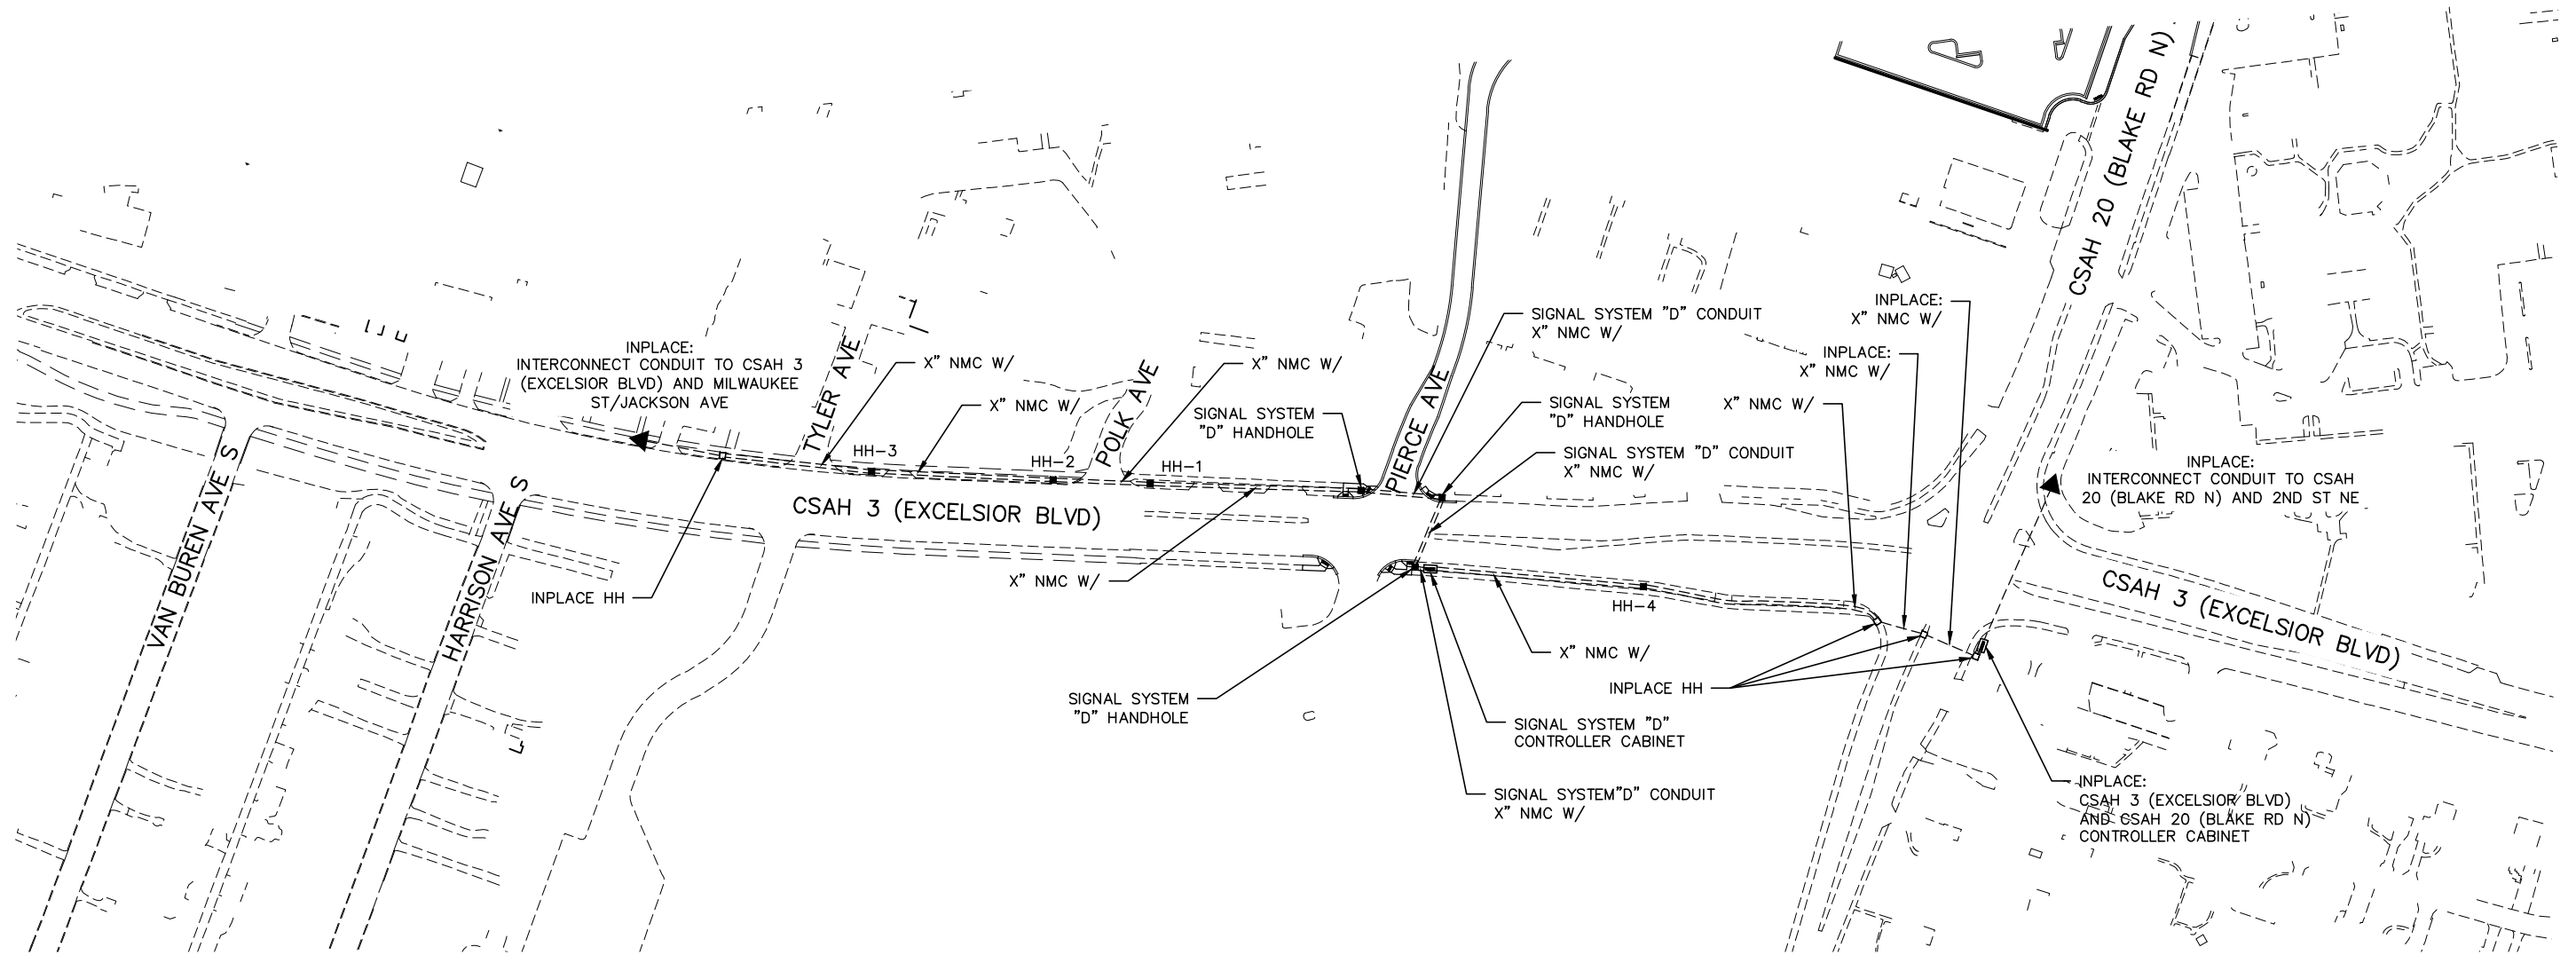 CSAH 20 (BLAKE RD N)
INPLACE:
X" NMC W/
SIGNAL SYSTEM "D" CONDUIT
X" NMC W/
INPLACE:
X" NMC W/
INPLACE:
INTERCONNECT CONDUIT TO CSAH 3
(EXCELSIOR BLVD) AND MILWAUKEE
ST/JACKSON AVE
TYLER AVE
X" NMC W/
X" NMC W/
POLK AVE
X" NMC W/
SIGNAL SYSTEM
"D" HANDHOLE
PIERCE AVE
SIGNAL SYSTEM
"D" HANDHOLE
X" NMC W/
SIGNAL SYSTEM "D" CONDUIT
X" NMC W/
HH-3
HH-2
HH-1
INPLACE:
INTERCONNECT CONDUIT TO CSAH
20 (BLAKE RD N) AND 2ND ST NE
CSAH 3 (EXCELSIOR BLVD)
VAN BUREN AVE S
HARRISON AVE S
X" NMC W/
INPLACE HH
HH-4
CSAH 3 (EXCELSIOR BLVD)
X" NMC W/
INPLACE HH
SIGNAL SYSTEM
"D" HANDHOLE
SIGNAL SYSTEM "D"
CONTROLLER CABINET
SIGNAL SYSTEM"D" CONDUIT
X" NMC W/
INPLACE:
CSAH 3 (EXCELSIOR BLVD)
AND CSAH 20 (BLAKE RD N)
CONTROLLER CABINET